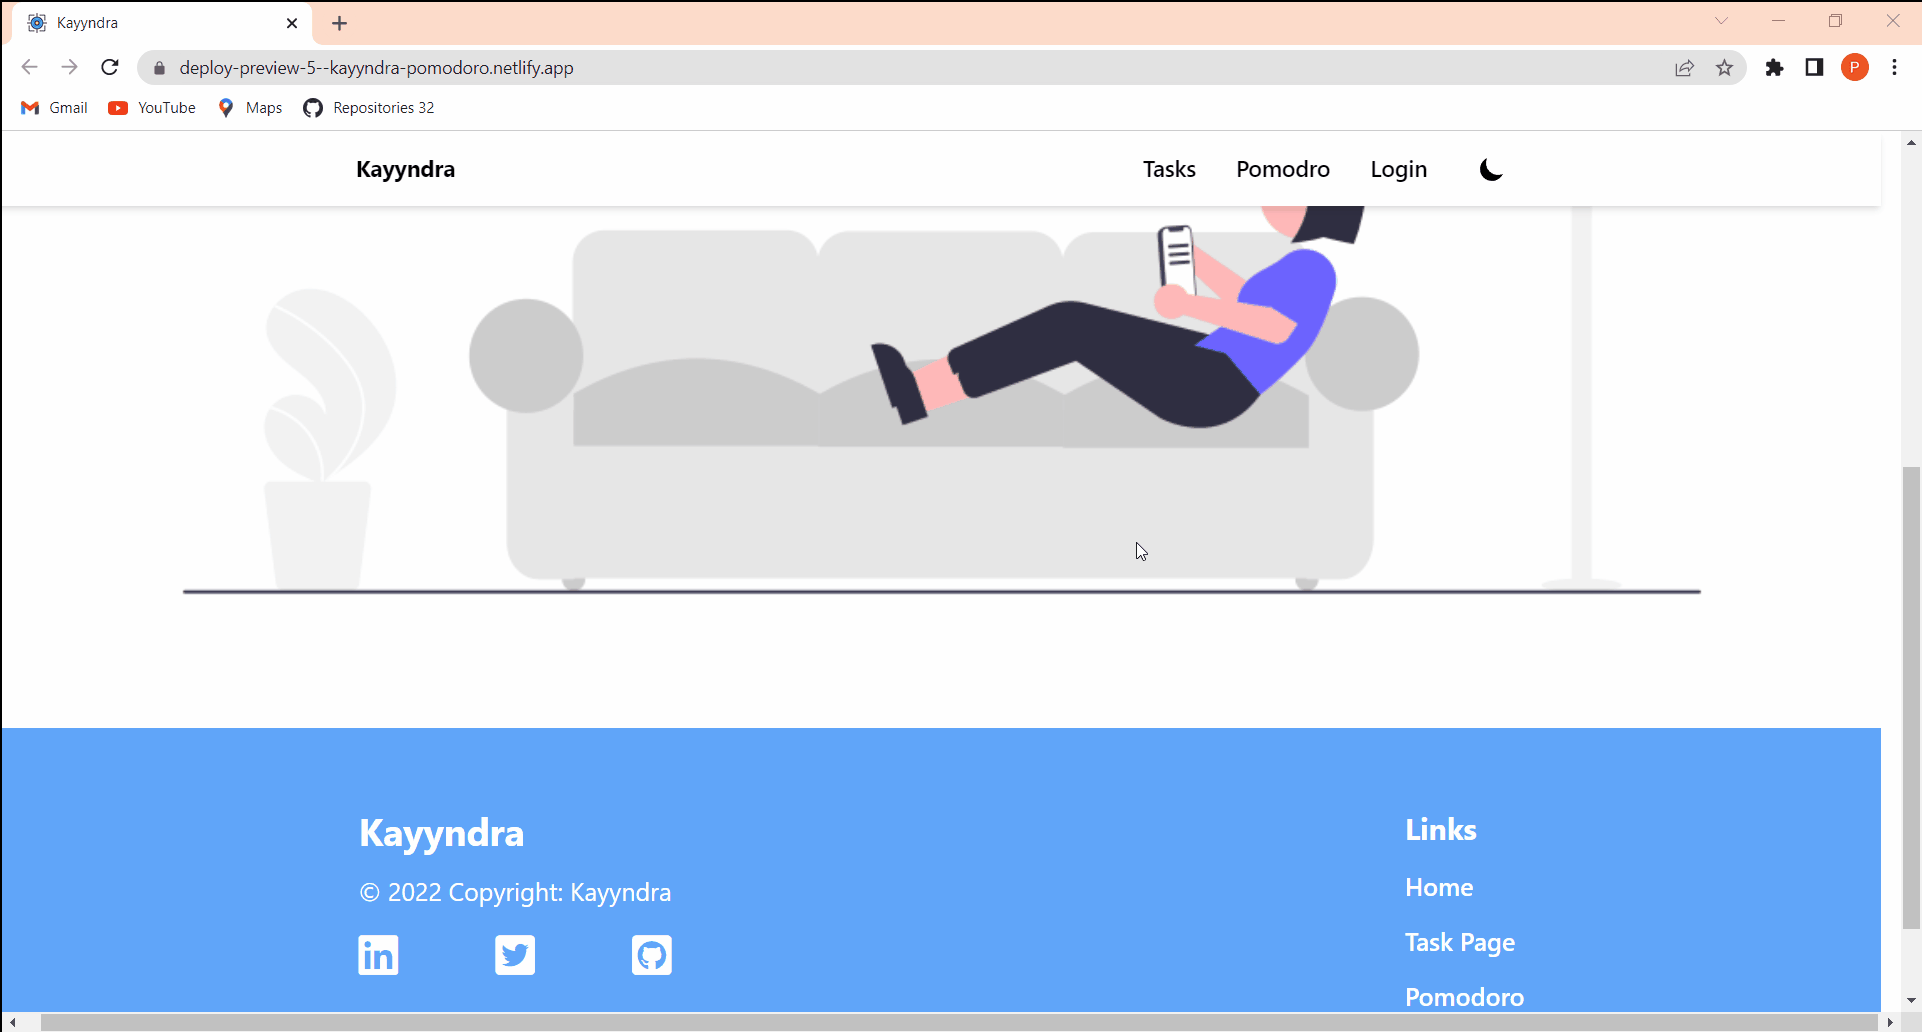 Kayyndra
deploy-preview-5--kayyndra-pomodoro.netlify.app
P
Gmail YouTube Maps Repositories 32
Kayyndra Tasks Pomodro Login
Kayyndra
© 2022 Copyright: Kayyndra
in
Links
Home
Task Page
Pomodoro